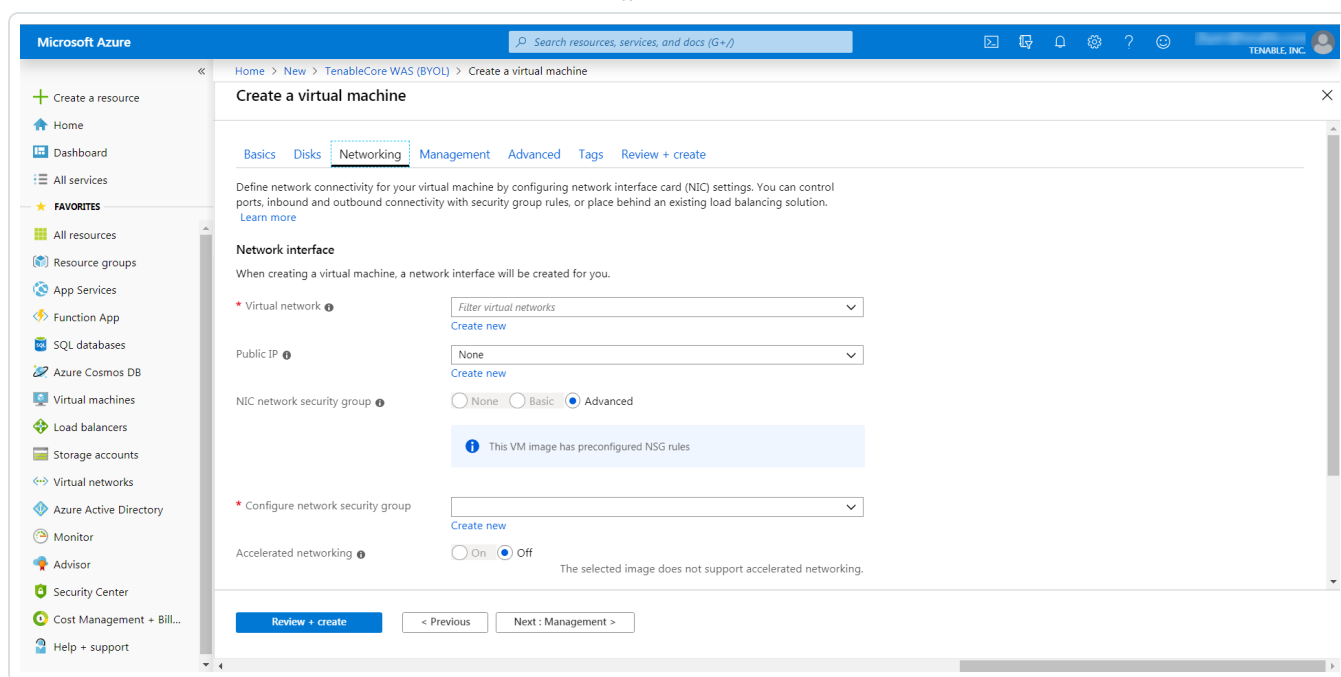 Microsoft Azure
Search resources, services, and docs (G+/)
TENABLE, INC.
Home > New > TenableCore WAS (BYOL) > Create a virtual machine
Create a resource
Home
Dashboard
All services
FAVORITES
All resources
Resource groups
App Services
Function App
SQL databases
Azure Cosmos DB
Virtual machines
Load balancers
Storage accounts
Virtual networks
Azure Active Directory
Monitor
Advisor
Security Center
Cost Management + Bill...
Help + support
Create a virtual machine
Basics Disks Networking Management Advanced Tags Review + create
Define network connectivity for your virtual machine by configuring network interface card (NIC) settings. You can control
ports, inbound and outbound connectivity with security group rules, or place behind an existing load balancing solution.
Learn more
Network interface
When creating a virtual machine, a network interface will be created for you.
* Virtual network
Filter virtual networks
Create new
Public IP
None
Create new
NIC network security group
None Basic Advanced
This VM image has preconfigured NSG rules
* Configure network security group
Create new
Accelerated networking
On Off
The selected image does not support accelerated networking.
Review + create
< Previous
Next : Management >